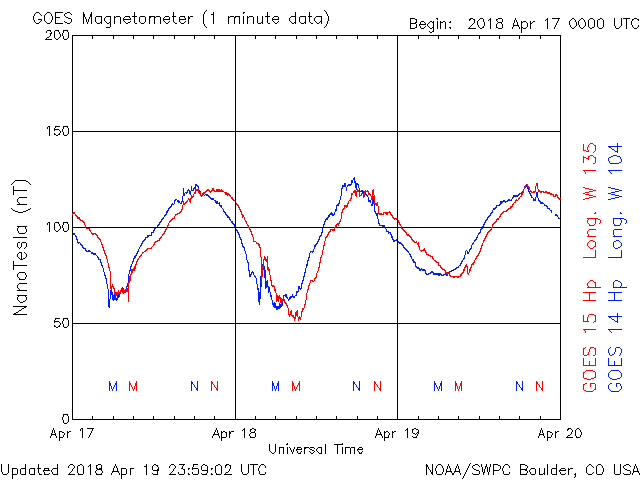 GOES Magnetometer (1 minute data)
Begin: 2018 Apr 17 0000 UTC
200
150
100
50
0
NanoTesla (nT)
M M N N M M N N M M N N
Apr 17 Apr 18 Apr 19 Apr 20
Universal Time
GOES 15 Hp Long. W 135
GOES 14 Hp Long. W 104
Updated 2018 Apr 19 23:59:02 UTC
NOAA/SWPC Boulder, CO USA